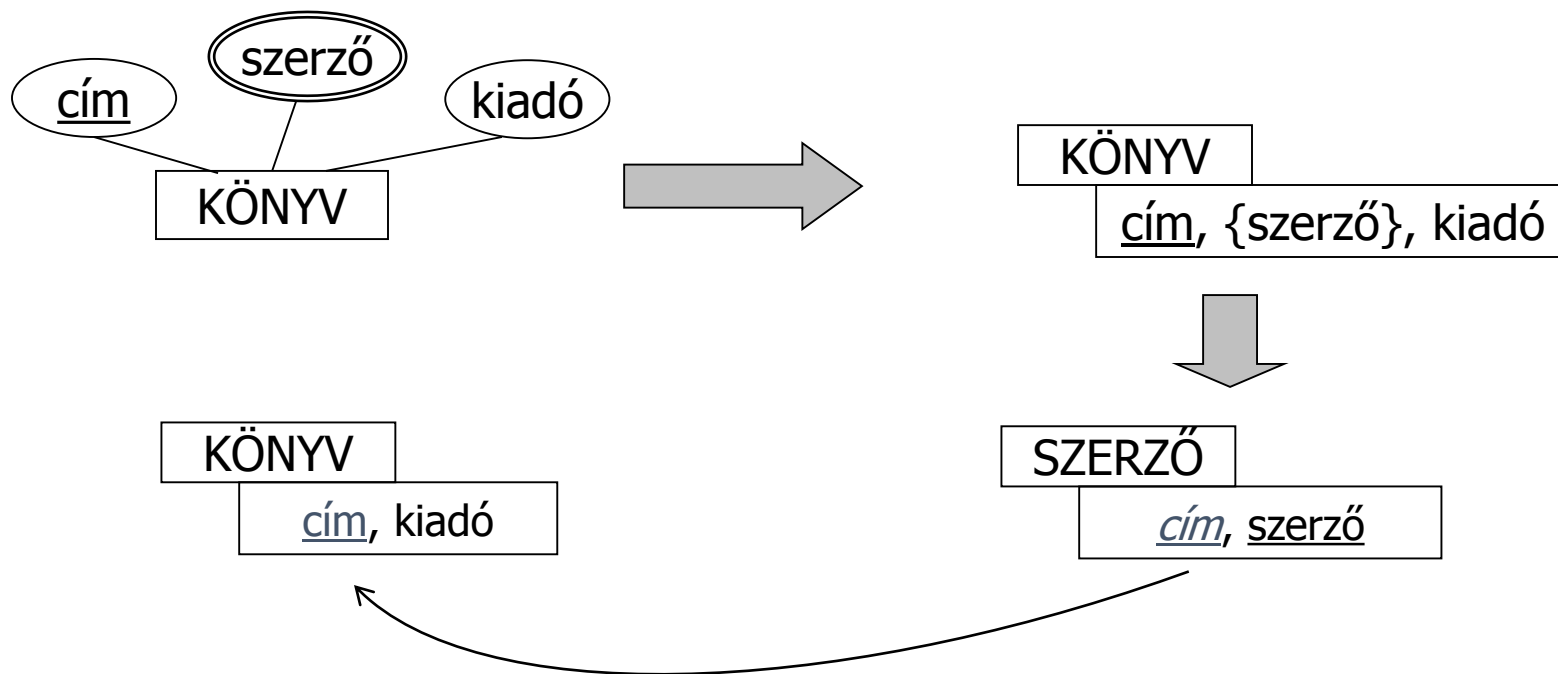 szerző
cím
kiadó
KÖNYV
KÖNYV
cím, {szerző}, kiadó
KÖNYV
cím, kiadó
SZERZŐ
cím, szerző